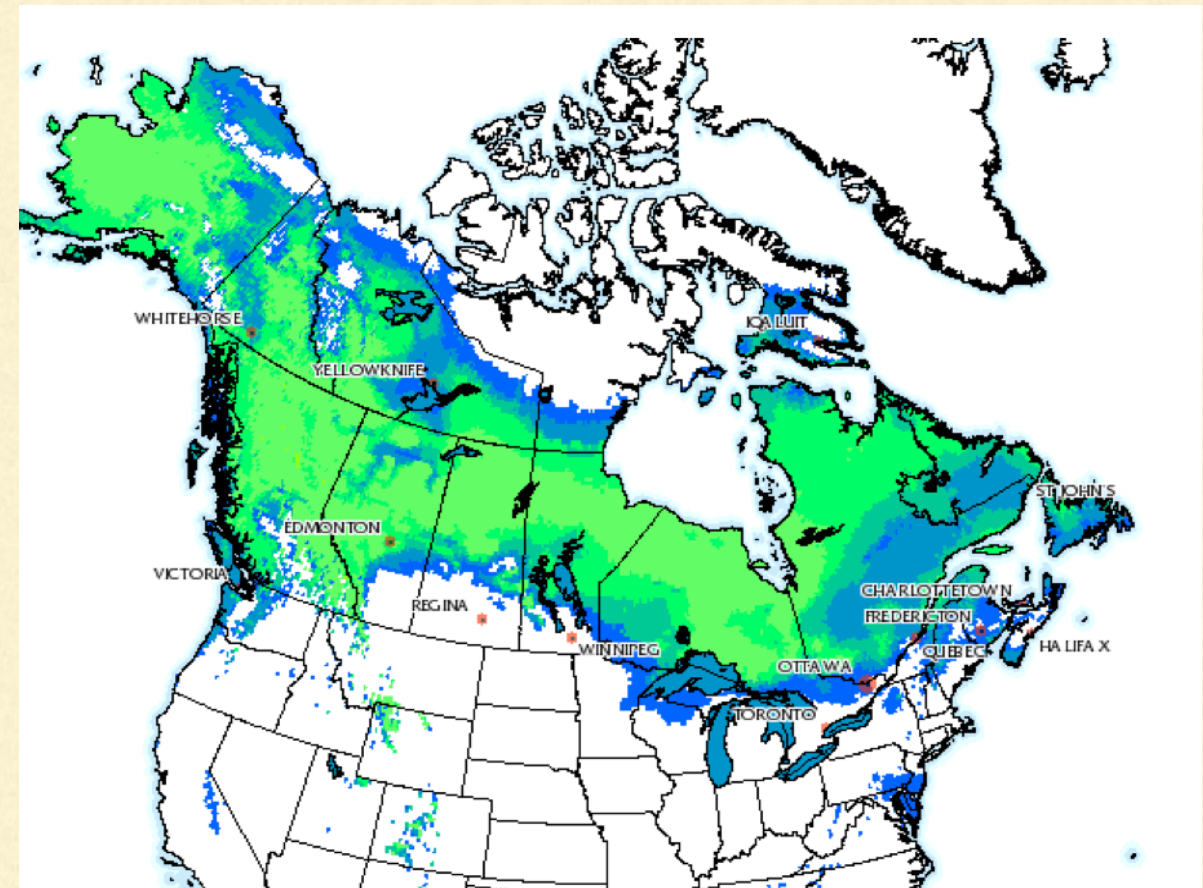 WHITEHORSE
IQALUIT
YELLOWKNIFE
ST JOHN'S
EDMONTON
VICTORIA
CHARLOTTETOWN
REGINA
FREDERICTON
WINNIPEG
QUEBEC
HALIFAX
OTTAWA
TORONTO